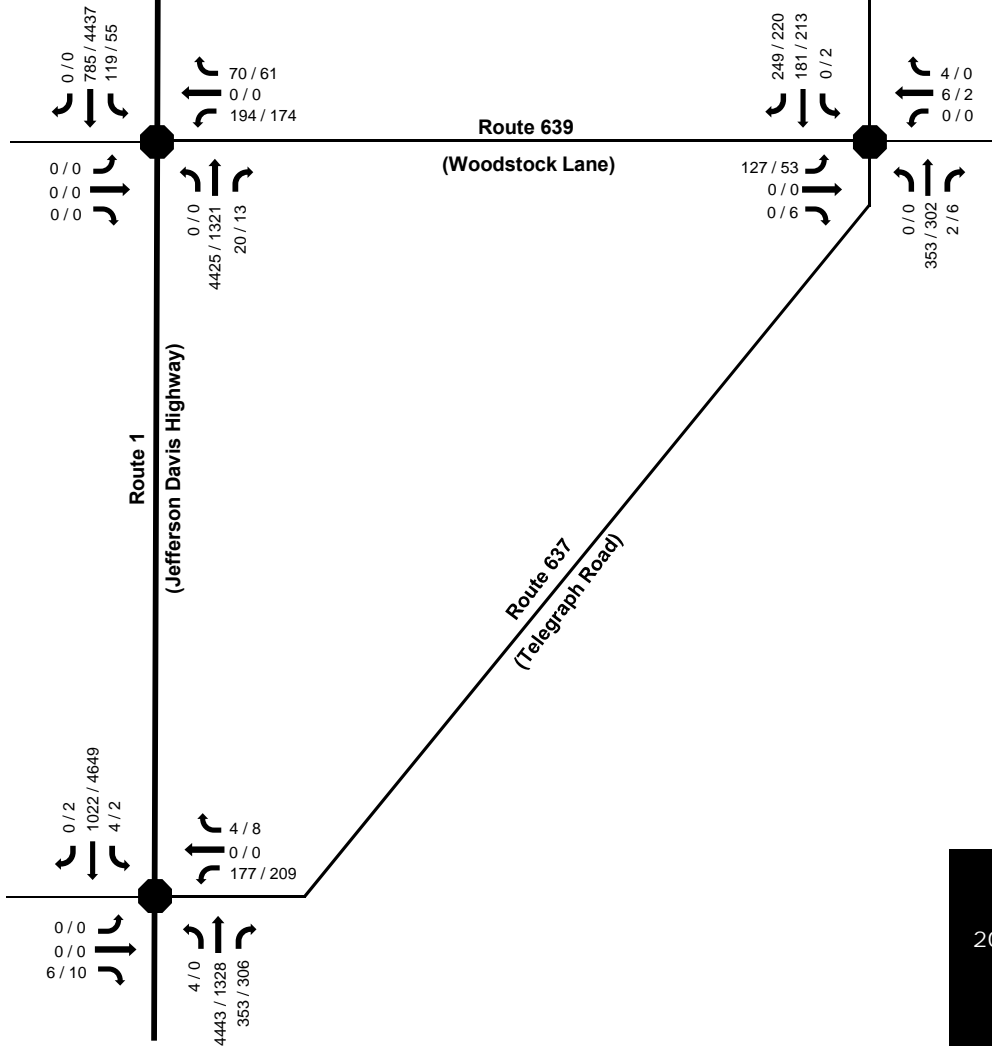 0 / 0
785 / 4437
119 / 55
70 / 61
0 / 0
194 / 174
0 / 0
0 / 0
0 / 0
0 / 0
4425 / 1321
20 / 13
Route 639
(Woodstock Lane)
249 / 220
181 / 213
0 / 2
4 / 0
6 / 2
0 / 0
127 / 53
0 / 0
0 / 6
0 / 0
353 / 302
2 / 6
Route 1
(Jefferson Davis Highway)
Route 637
(Telegraph Road)
0 / 2
1022 / 4649
4 / 2
4 / 8
0 / 0
177 / 209
0 / 0
0 / 0
6 / 10
4 / 0
4443 / 1328
353 / 306